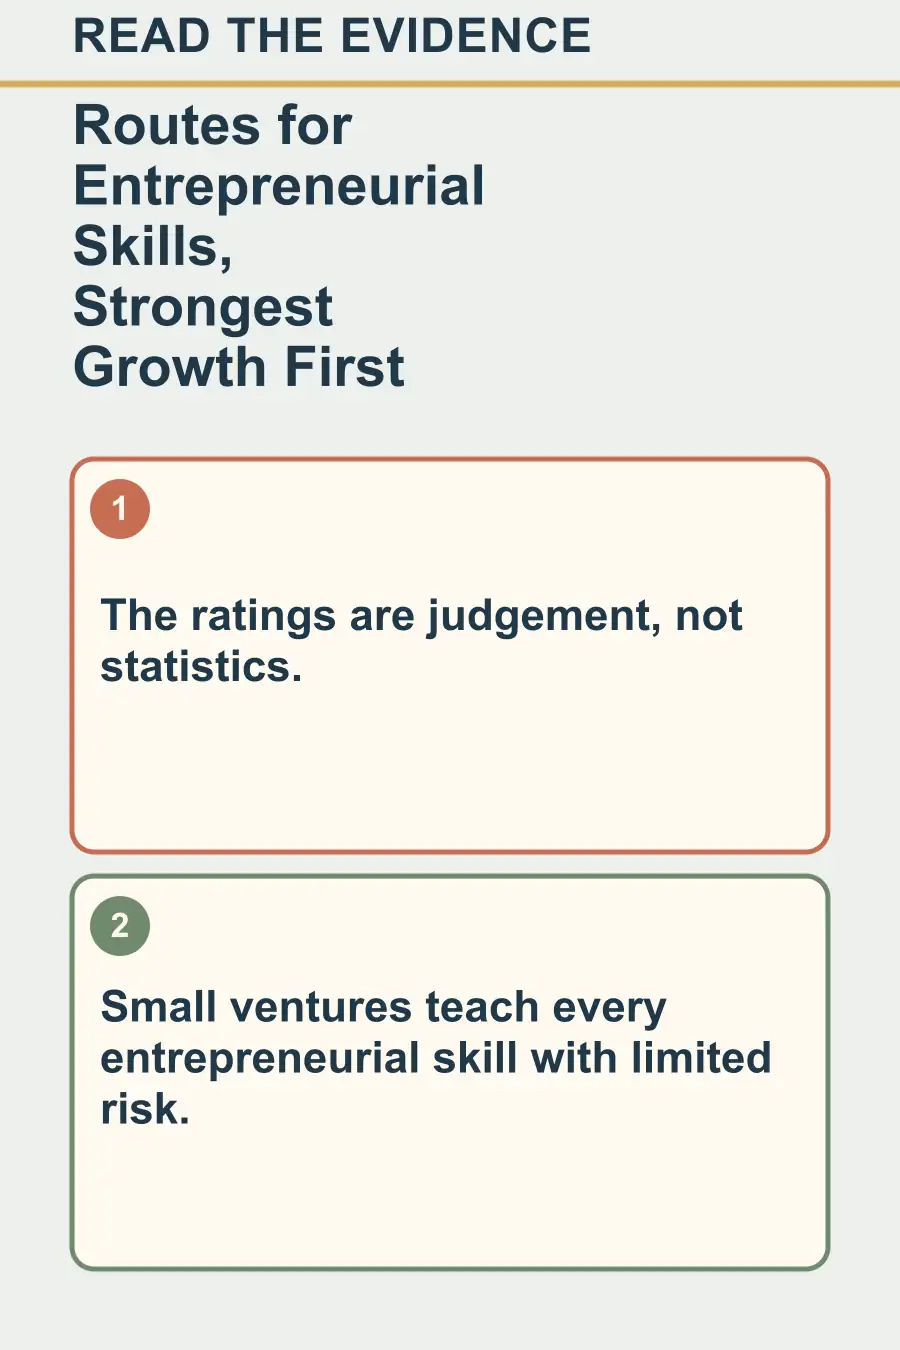 READ THE EVIDENCE
Routes for
Entrepreneurial
Skills,
Strongest
Growth First
1
The ratings are judgement, not
statistics.
2
Small ventures teach every
entrepreneurial skill with limited
risk.